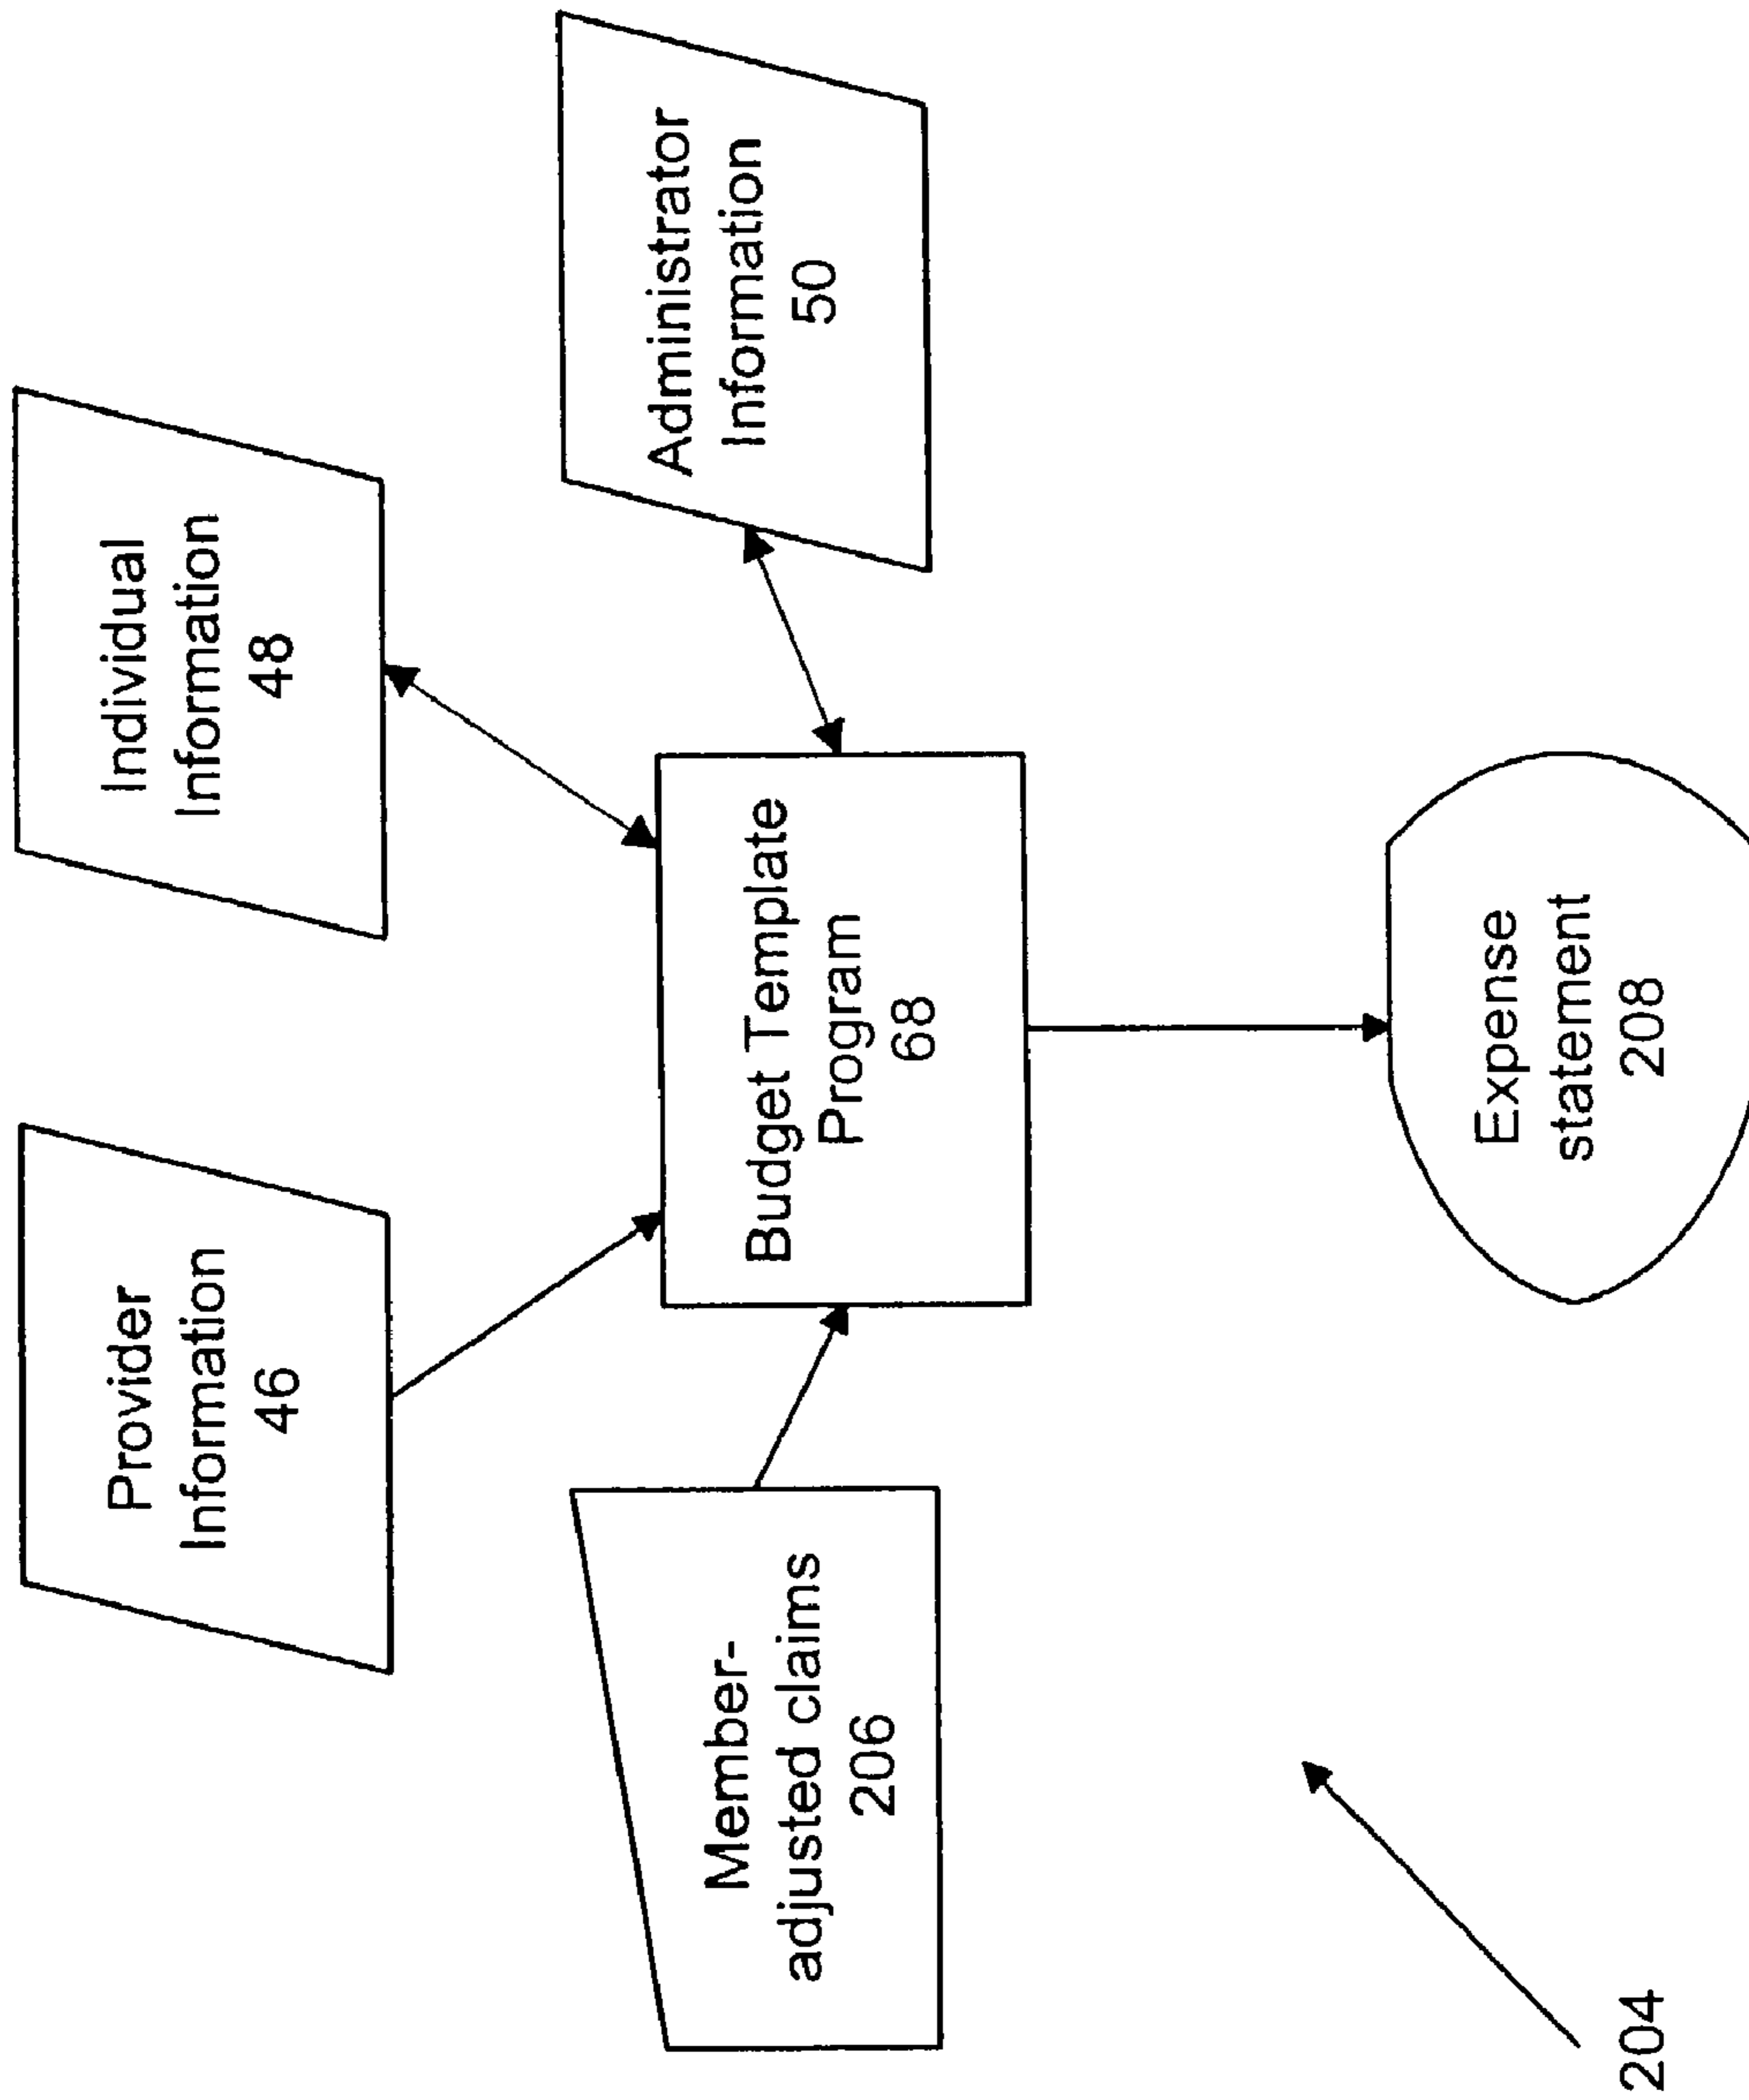 Provider
Information
46
Individual
Information
48
Member-
adjusted claims
206
Budget Template
Program
68
Administrator
Information
50
Expense
statement
208
204